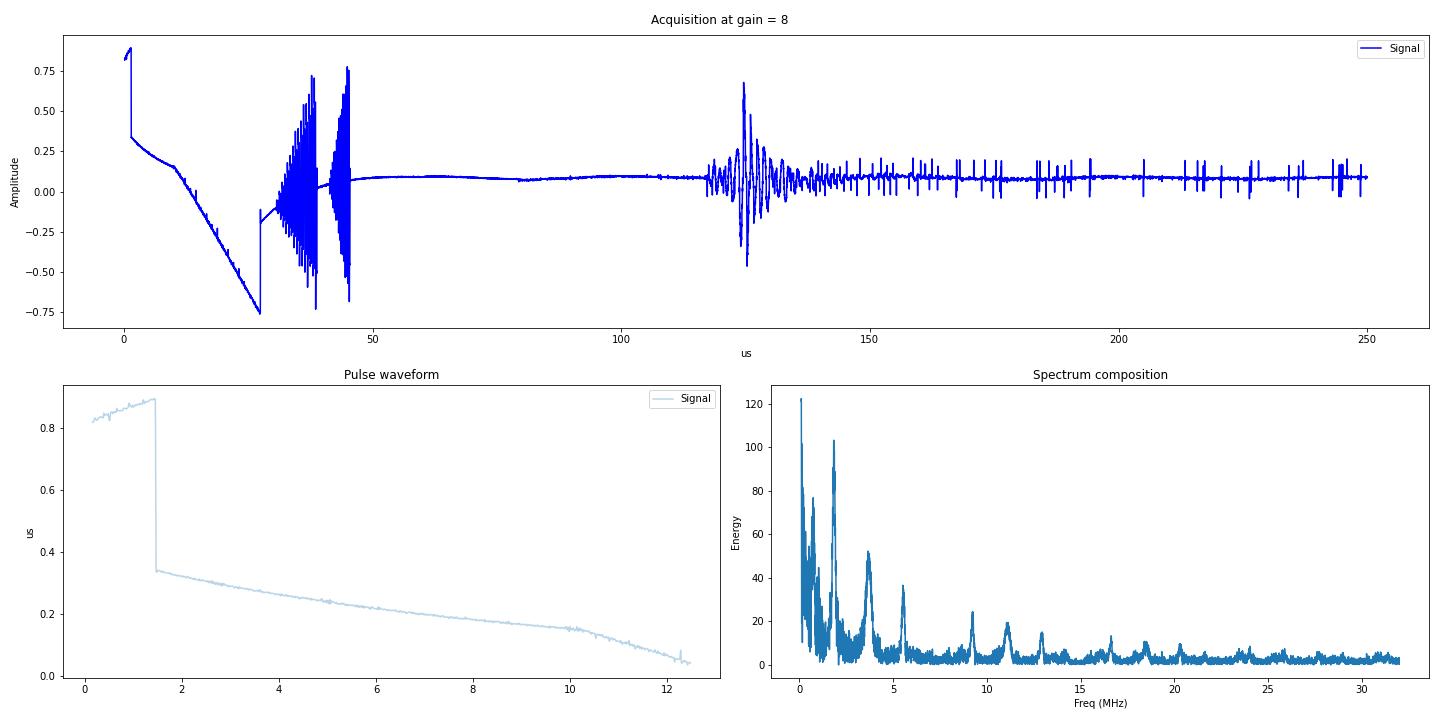 Acquisition at gain = 8
Signal
Amplitude
0.75
0.50
0.25
0.00
−0.25
−0.50
−0.75
0 50 100 150 200 250
us
Pulse waveform
Signal
us
0.8
0.6
0.4
0.2
0.0
0 2 4 6 8 10 12
Spectrum composition
Energy
120
100
80
60
40
20
0
0 5 10 15 20 25 30
Freq (MHz)